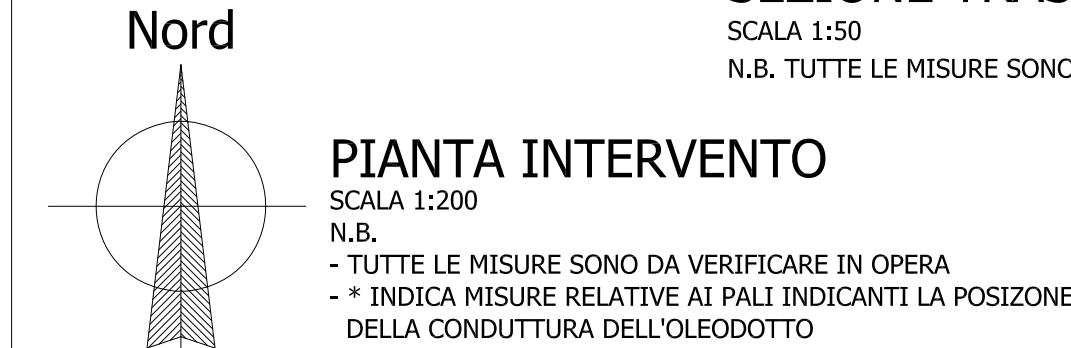 Nord
SCALA 1:50
N.B. TUTTE LE MISURE SONO
PIANTA INTERVENTO
SCALA 1:200
N.B.
- TUTTE LE MISURE SONO DA VERIFICARE IN OPERA
- * INDICA MISURE RELATIVE AI PALI INDICANTI LA POSIZONE
DELLA CONDUTTURA DELL'OLEODOTTO